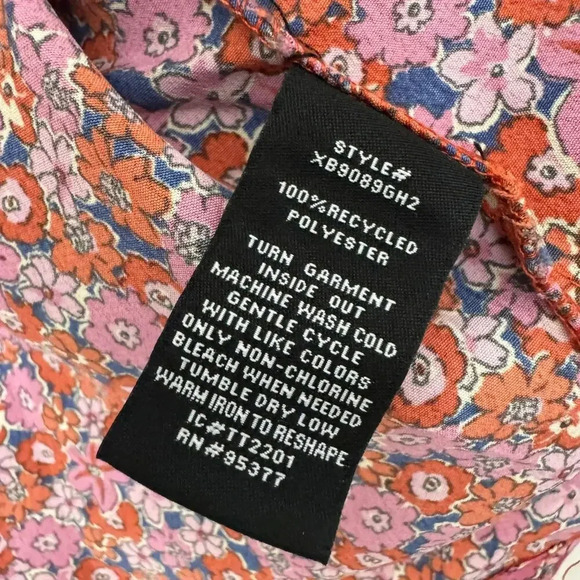 STYLE#
XB9089GH2
100%RECYCLED
POLYESTER
TURN GARMENT
INSIDE OUT
MACHINE WASH COLD
GENTLE CYCLE
WITH LIKE COLORS
ONLY NON-CHLORINE
BLEACH WHEN NEEDED
TUMBLE DRY LOW
WARM IRON TO RESHAPE
IC#TT2201
RN#95377